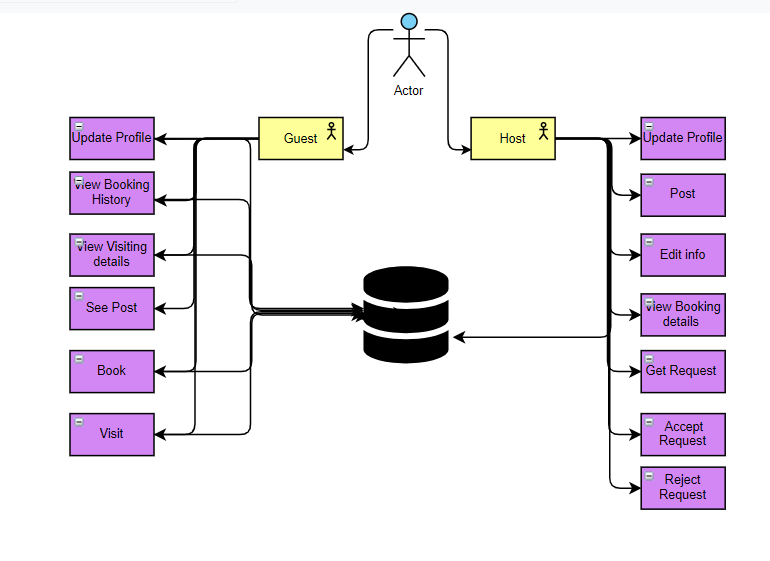 Actor
Guest
Host
Update Profile
View Booking
History
View Visiting
details
See Post
Book
Visit
Update Profile
Post
Edit info
View Booking
details
Get Request
Accept
Request
Reject
Request